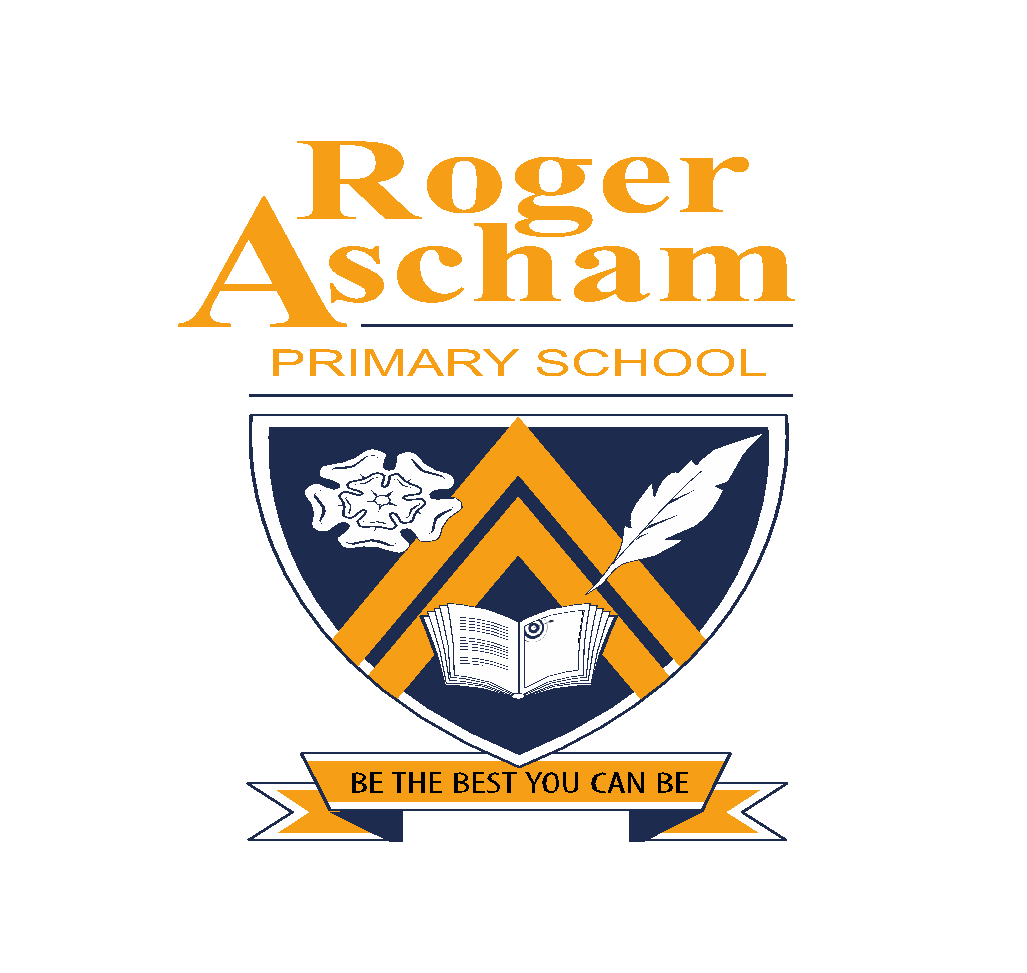 Roger
Ascham
PRIMARY SCHOOL
BE THE BEST YOU CAN BE